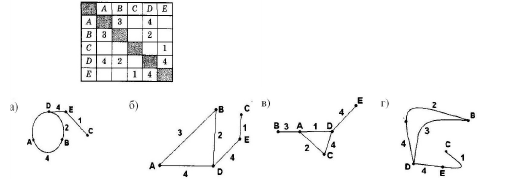 A B C D E
A 3 4
B 3 2
C 1
D 4 2 4
E 1 4
а)
D 4 E
2 1
A B C
4
б)
B C
3 2 1
E
4
A 4 D
в)
E
4
B 3 A 1 D
2 4
C
г)
2
B
3
4
C
1
D 4 E